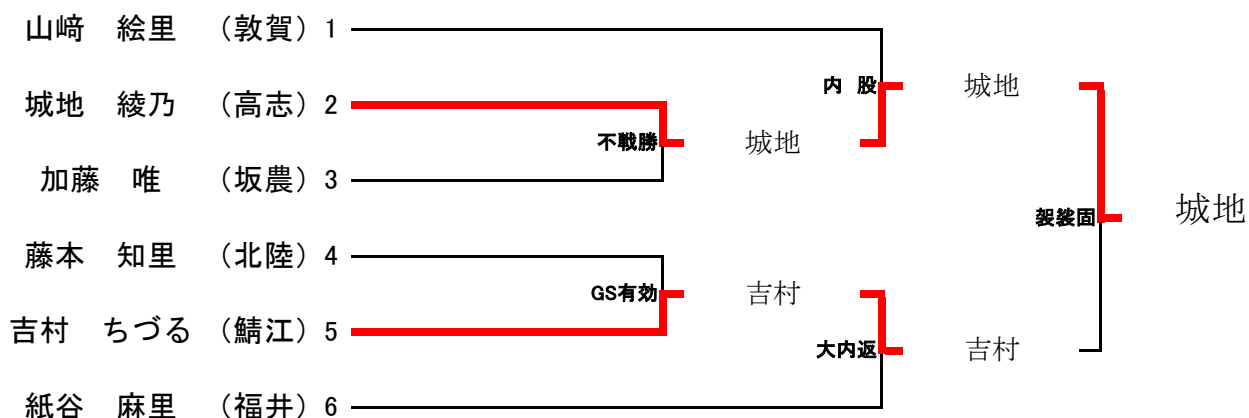 山﨑　絵里　（敦賀）1
内　股
城地
城地　綾乃　（高志）2
不戦勝
城地
加藤　唯　（坂農）3
袈裟固
城地
藤本　知里　（北陸）4
GS有効
吉村
吉村　ちづる（鯖江）5
大内返
吉村
紙谷　麻里　（福井）6